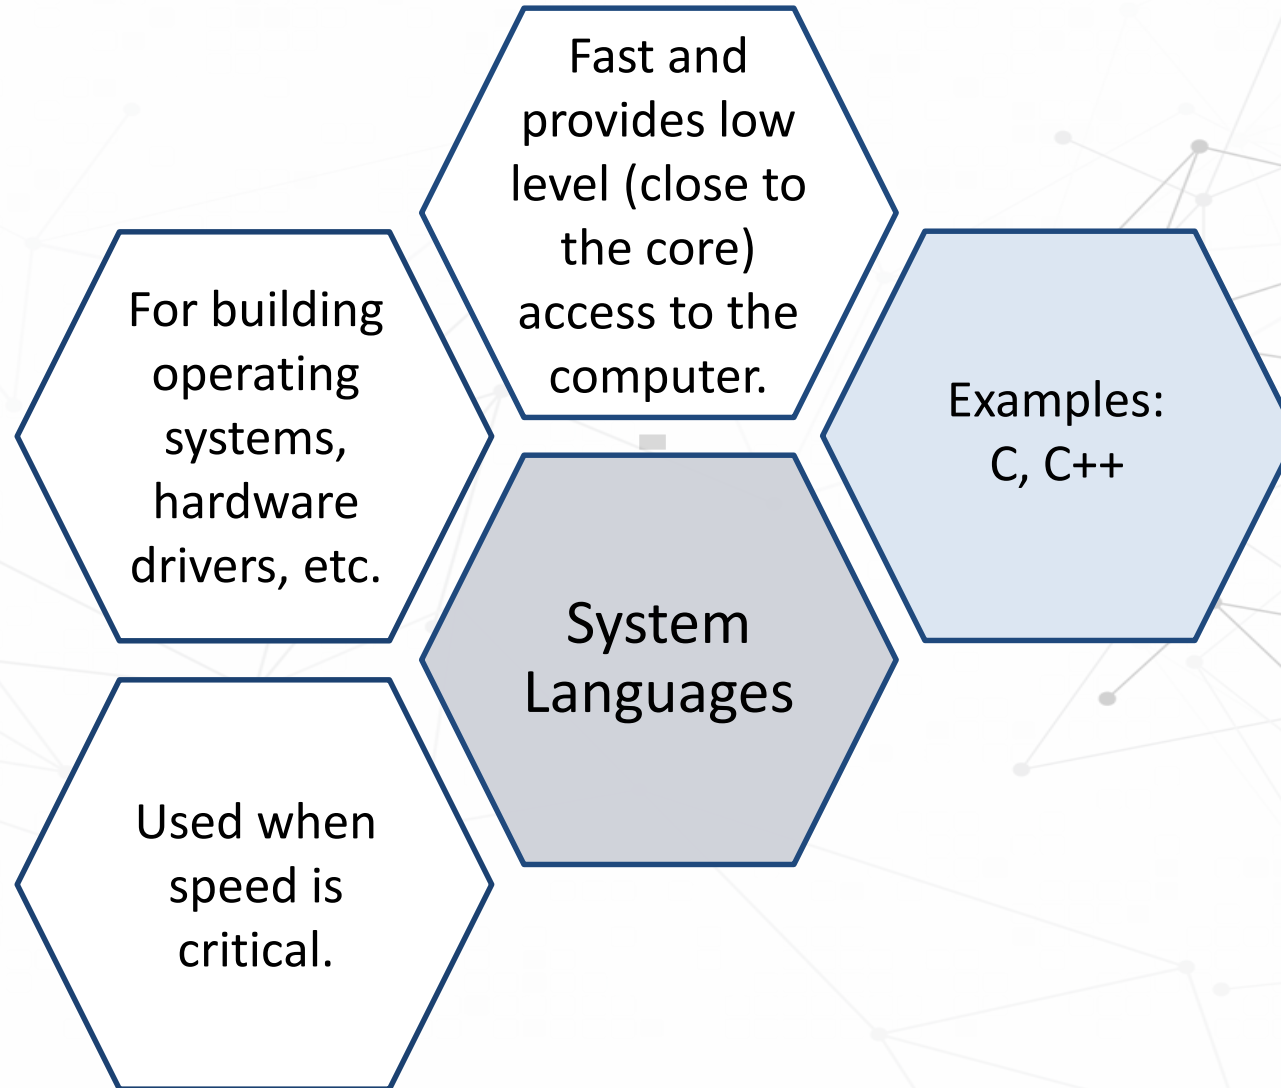 Fast and
provides low
level (close to
the core)
access to the
computer.
For building
operating
systems,
hardware
drivers, etc.
Examples:
C, C++
System
Languages
Used when
speed is
critical.